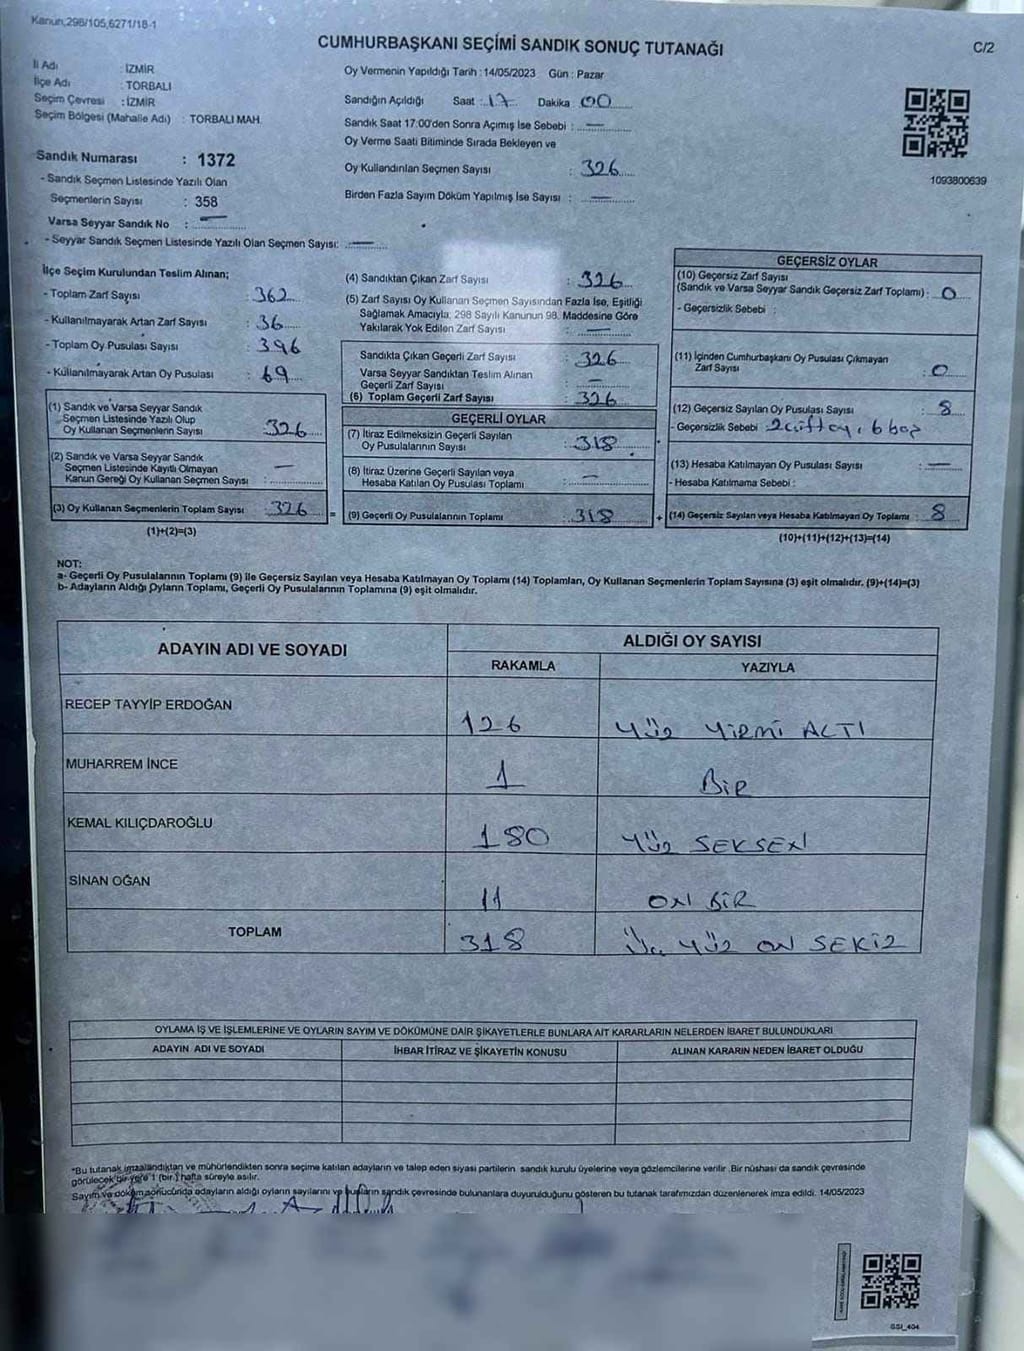 Kanun,298/105,6271/18-1
CUMHURBAŞKANI SEÇİMİ SANDIK SONUÇ TUTANAĞI
C/2
İl Adı : İZMİR
İlçe Adı : TORBALI
Seçim Çevresi : İZMİR
Seçim Bölgesi (Mahalle Adı) : TORBALI MAH.
Sandık Numarası : 1372
- Sandık Seçmen Listesinde Yazılı Olan
Seçmenlerin Sayısı : 358
Varsa Seyyar Sandık No : —
- Seyyar Sandık Seçmen Listesinde Yazılı Olan Seçmen Sayısı: —
Oy Vermenin Yapıldığı Tarih : 14/05/2023 Gün : Pazar
Sandığın Açıldığı Saat : 17 Dakika : 00
Sandık Saat 17:00'den Sonra Açımış İse Sebebi : —
Oy Verme Saati Bitiminde Sırada Bekleyen ve
Oy Kullandırılan Seçmen Sayısı : 326
Birden Fazla Sayım Döküm Yapılmış İse Sayısı : —
1093800639
İlçe Seçim Kurulundan Teslim Alınan;
- Toplam Zarf Sayısı : 362
- Kullanılmayarak Artan Zarf Sayısı : 36
- Toplam Oy Pusulası Sayısı : 396
- Kullanılmayarak Artan Oy Pusulası : 69
(1) Sandık ve Varsa Seyyar Sandık
Seçmen Listesinde Yazılı Olup
Oy Kullanan Seçmenlerin Sayısı : 326
(2) Sandık ve Varsa Seyyar Sandık
Seçmen Listesinde Kayıtlı Olmayan
Kanun Gereği Oy Kullanan Seçmen Sayısı : —
(3) Oy Kullanan Seçmenlerin Toplam Sayısı : 326
(1)+(2)=(3)
(4) Sandıktan Çıkan Zarf Sayısı : 326
(5) Zarf Sayısı Oy Kullanan Seçmen Sayısından Fazla İse, Eşitliği
Sağlamak Amacıyla, 298 Sayılı Kanunun 98. Maddesine Göre
Yakılarak Yok Edilen Zarf Sayısı : —
Sandıkta Çıkan Geçerli Zarf Sayısı : 326
Varsa Seyyar Sandıktan Teslim Alınan
Geçerli Zarf Sayısı : —
(6) Toplam Geçerli Zarf Sayısı : 326
GEÇERLİ OYLAR
(7) İtiraz Edilmeksizin Geçerli Sayılan
Oy Pusulalarının Sayısı : 318
(8) İtiraz Üzerine Geçerli Sayılan veya
Hesaba Katılan Oy Pusulası Toplamı : —
= (9) Geçerli Oy Pusulalarının Toplamı : 318
GEÇERSİZ OYLAR
(10) Geçersiz Zarf Sayısı
(Sandık ve Varsa Seyyar Sandık Geçersiz Zarf Toplamı) : 0
- Geçersizlik Sebebi :
(11) İçinden Cumhurbaşkanı Oy Pusulası Çıkmayan
Zarf Sayısı : 0
(12) Geçersiz Sayılan Oy Pusulası Sayısı : 8
- Geçersizlik Sebebi 2 çift oy, 6 boş
(13) Hesaba Katılmayan Oy Pusulası Sayısı : —
- Hesaba Katılmama Sebebi :
+ (14) Geçersiz Sayılan veya Hesaba Katılmayan Oy Toplamı : 8
(10)+(11)+(12)+(13)=(14)
NOT:
a- Geçerli Oy Pusulalarının Toplamı (9) ile Geçersiz Sayılan veya Hesaba Katılmayan Oy Toplamı (14) Toplamları, Oy Kullanan Seçmenlerin Toplam Sayısına (3) eşit olmalıdır. (9)+(14)=(3)
b- Adayların Aldığı Oyların Toplamı, Geçerli Oy Pusulalarının Toplamına (9) eşit olmalıdır.
ADAYIN ADI VE SOYADI
ALDIĞI OY SAYISI
RAKAMLA YAZIYLA
RECEP TAYYİP ERDOĞAN 126 YÜZ YİRMİ ALTI
MUHARREM İNCE 1 BİR
KEMAL KILIÇDAROĞLU 180 YÜZ SEKSEN
SİNAN OĞAN 11 ON BİR
TOPLAM 318 ÜÇ YÜZ ON SEKİZ
OYLAMA İŞ VE İŞLEMLERİNE VE OYLARIN SAYIM VE DÖKÜMÜNE DAİR ŞİKAYETLERLE BUNLARA AİT KARARLARIN NELERDEN İBARET BULUNDUKLARI
ADAYIN ADI VE SOYADI İHBAR İTİRAZ VE ŞİKAYETİN KONUSU ALINAN KARARIN NEDEN İBARET OLDUĞU
"Bu tutanak imzalandıktan ve mühürlendikten sonra seçime katılan adayların ve talep eden siyasi partilerin sandık kurulu üyelerine veya gözlemcilerine verilir .Bir nüshası da sandık çevresinde
görülecek bir yere 1 (bir ) hafta süreyle asılır.
Sayım ve döküm sonucunda adayların aldığı oyların sayılarını ve bunların sandık çevresinde bulunanlara duyurulduğunu gösteren bu tutanak tarafımızdan düzenlenerek imza edildi. 14/05/2023
GSI_404